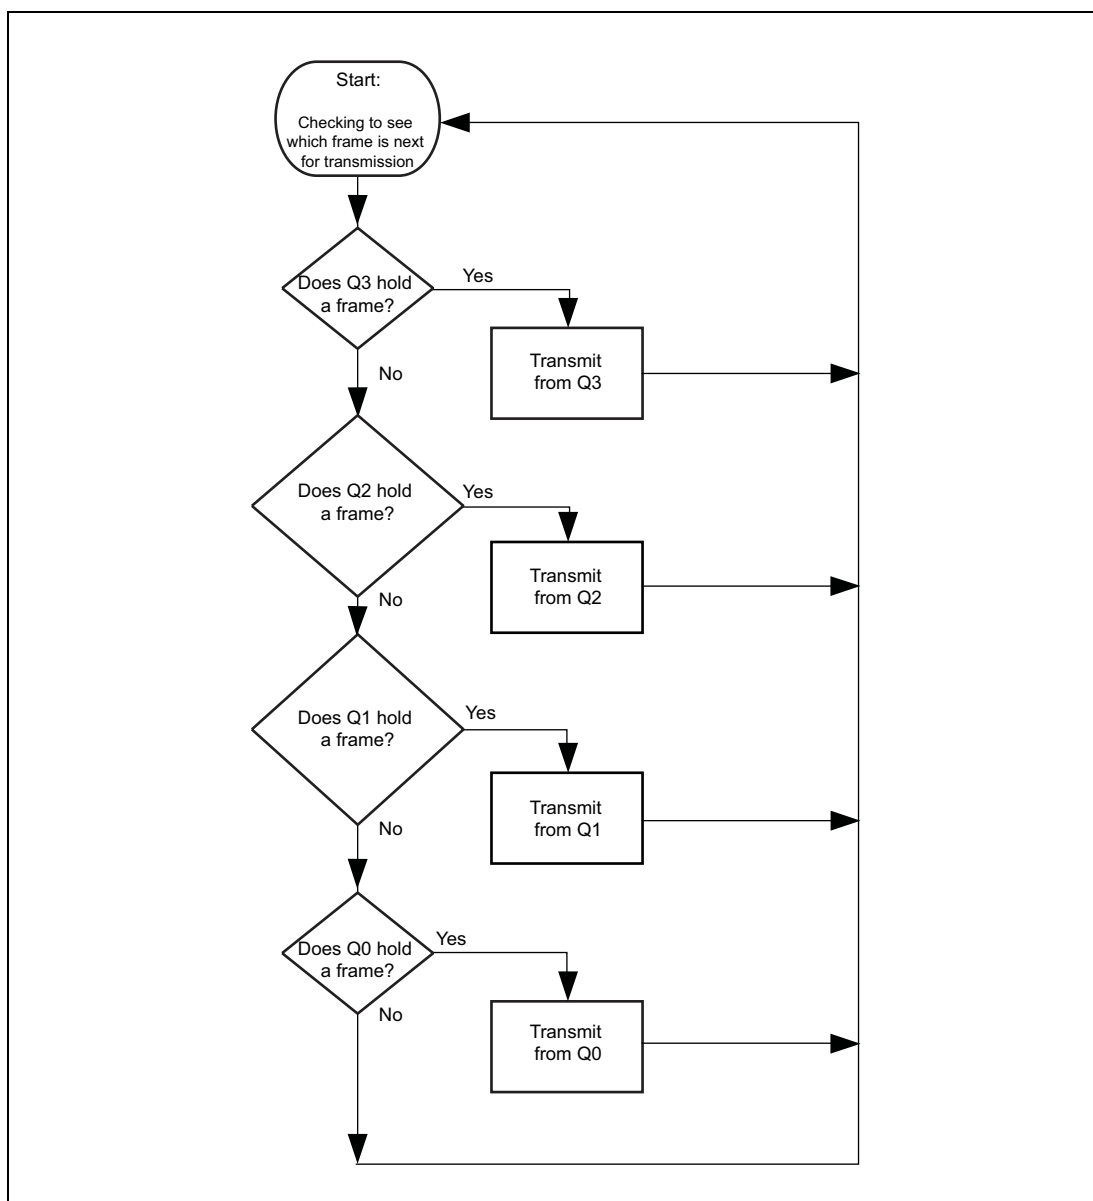 Start:
Checking to see
which frame is next
for transmission
Does Q3 hold
a frame?
Yes
Transmit
from Q3
No
Does Q2 hold
a frame?
Yes
Transmit
from Q2
No
Does Q1 hold
a frame?
Yes
Transmit
from Q1
No
Does Q0 hold
a frame?
Yes
Transmit
from Q0
No